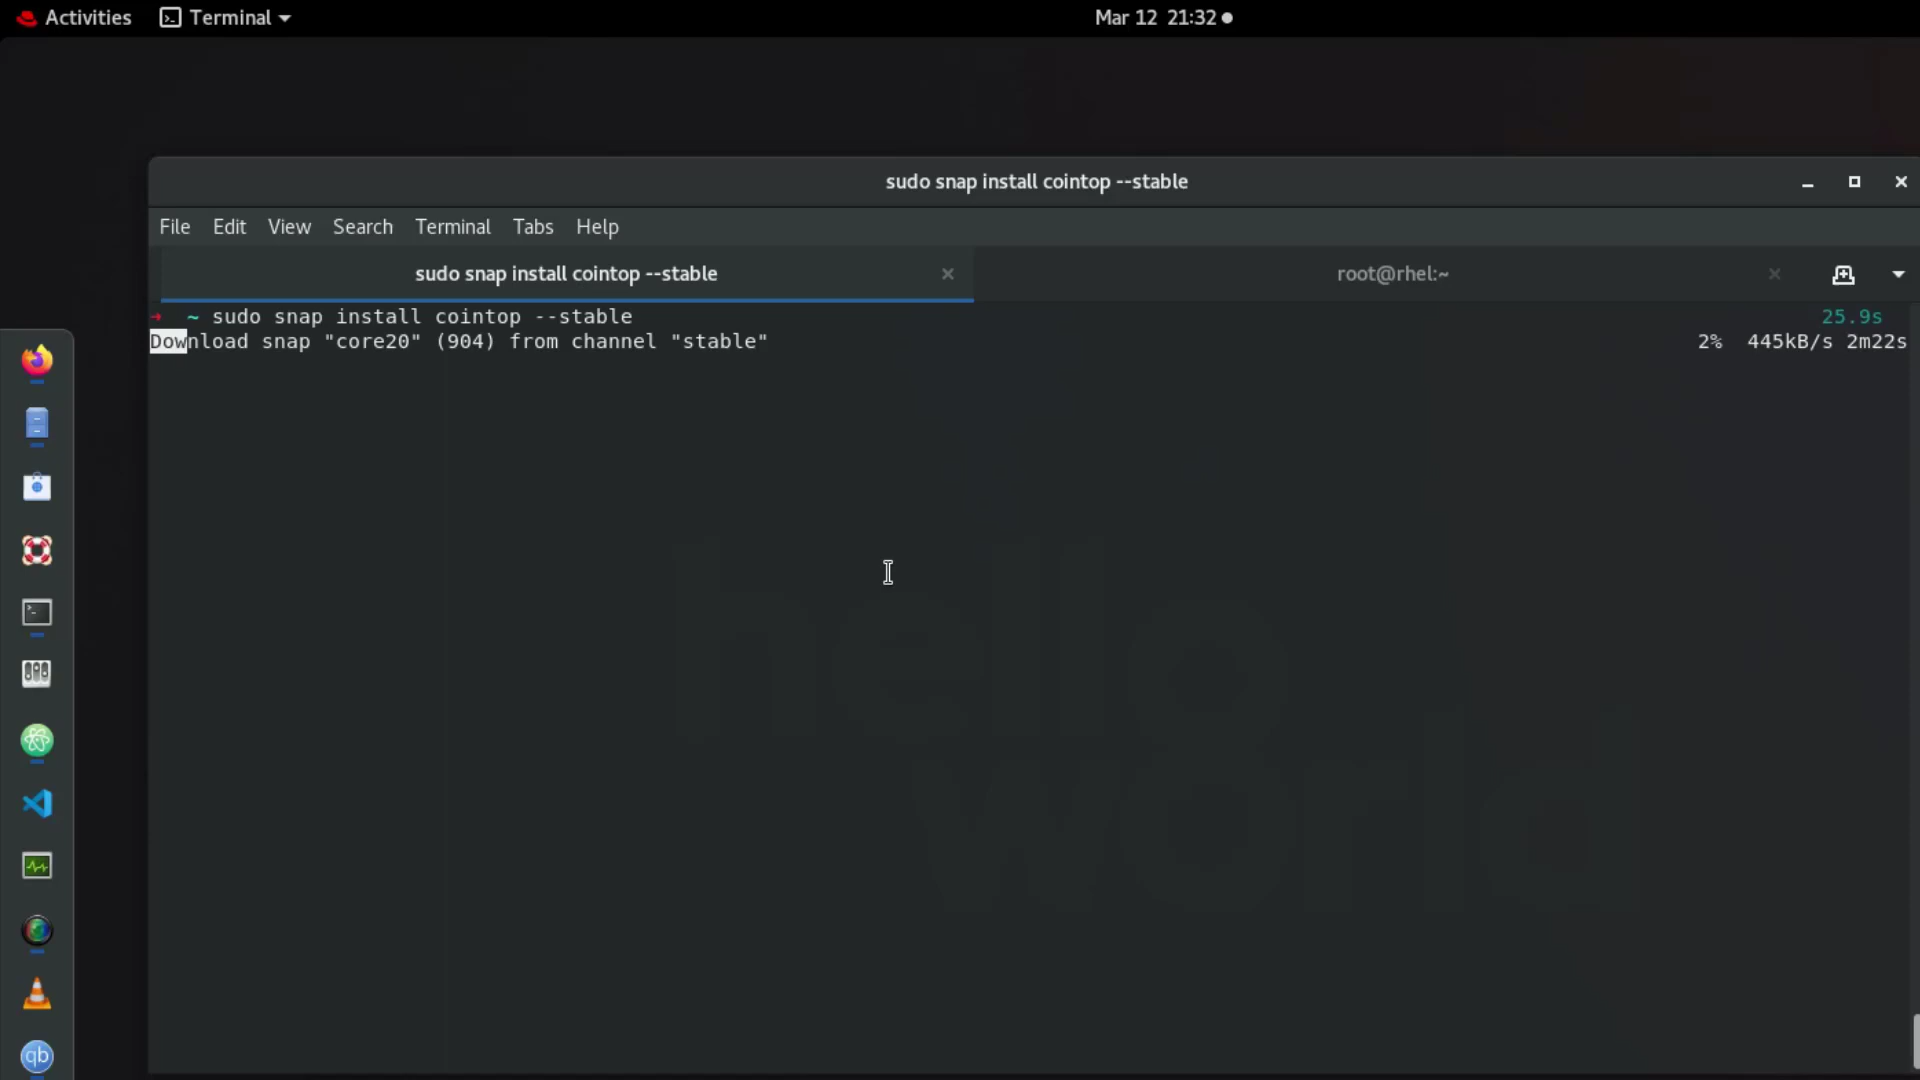 Activities Terminal Mar 12 21:32
sudo snap install cointop --stable
File Edit View Search Terminal Tabs Help
sudo snap install cointop --stable root@rhel:~
~ sudo snap install cointop --stable 25.9s
Download snap "core20" (904) from channel "stable" 2% 445kB/s 2m22s
hello
world
qb